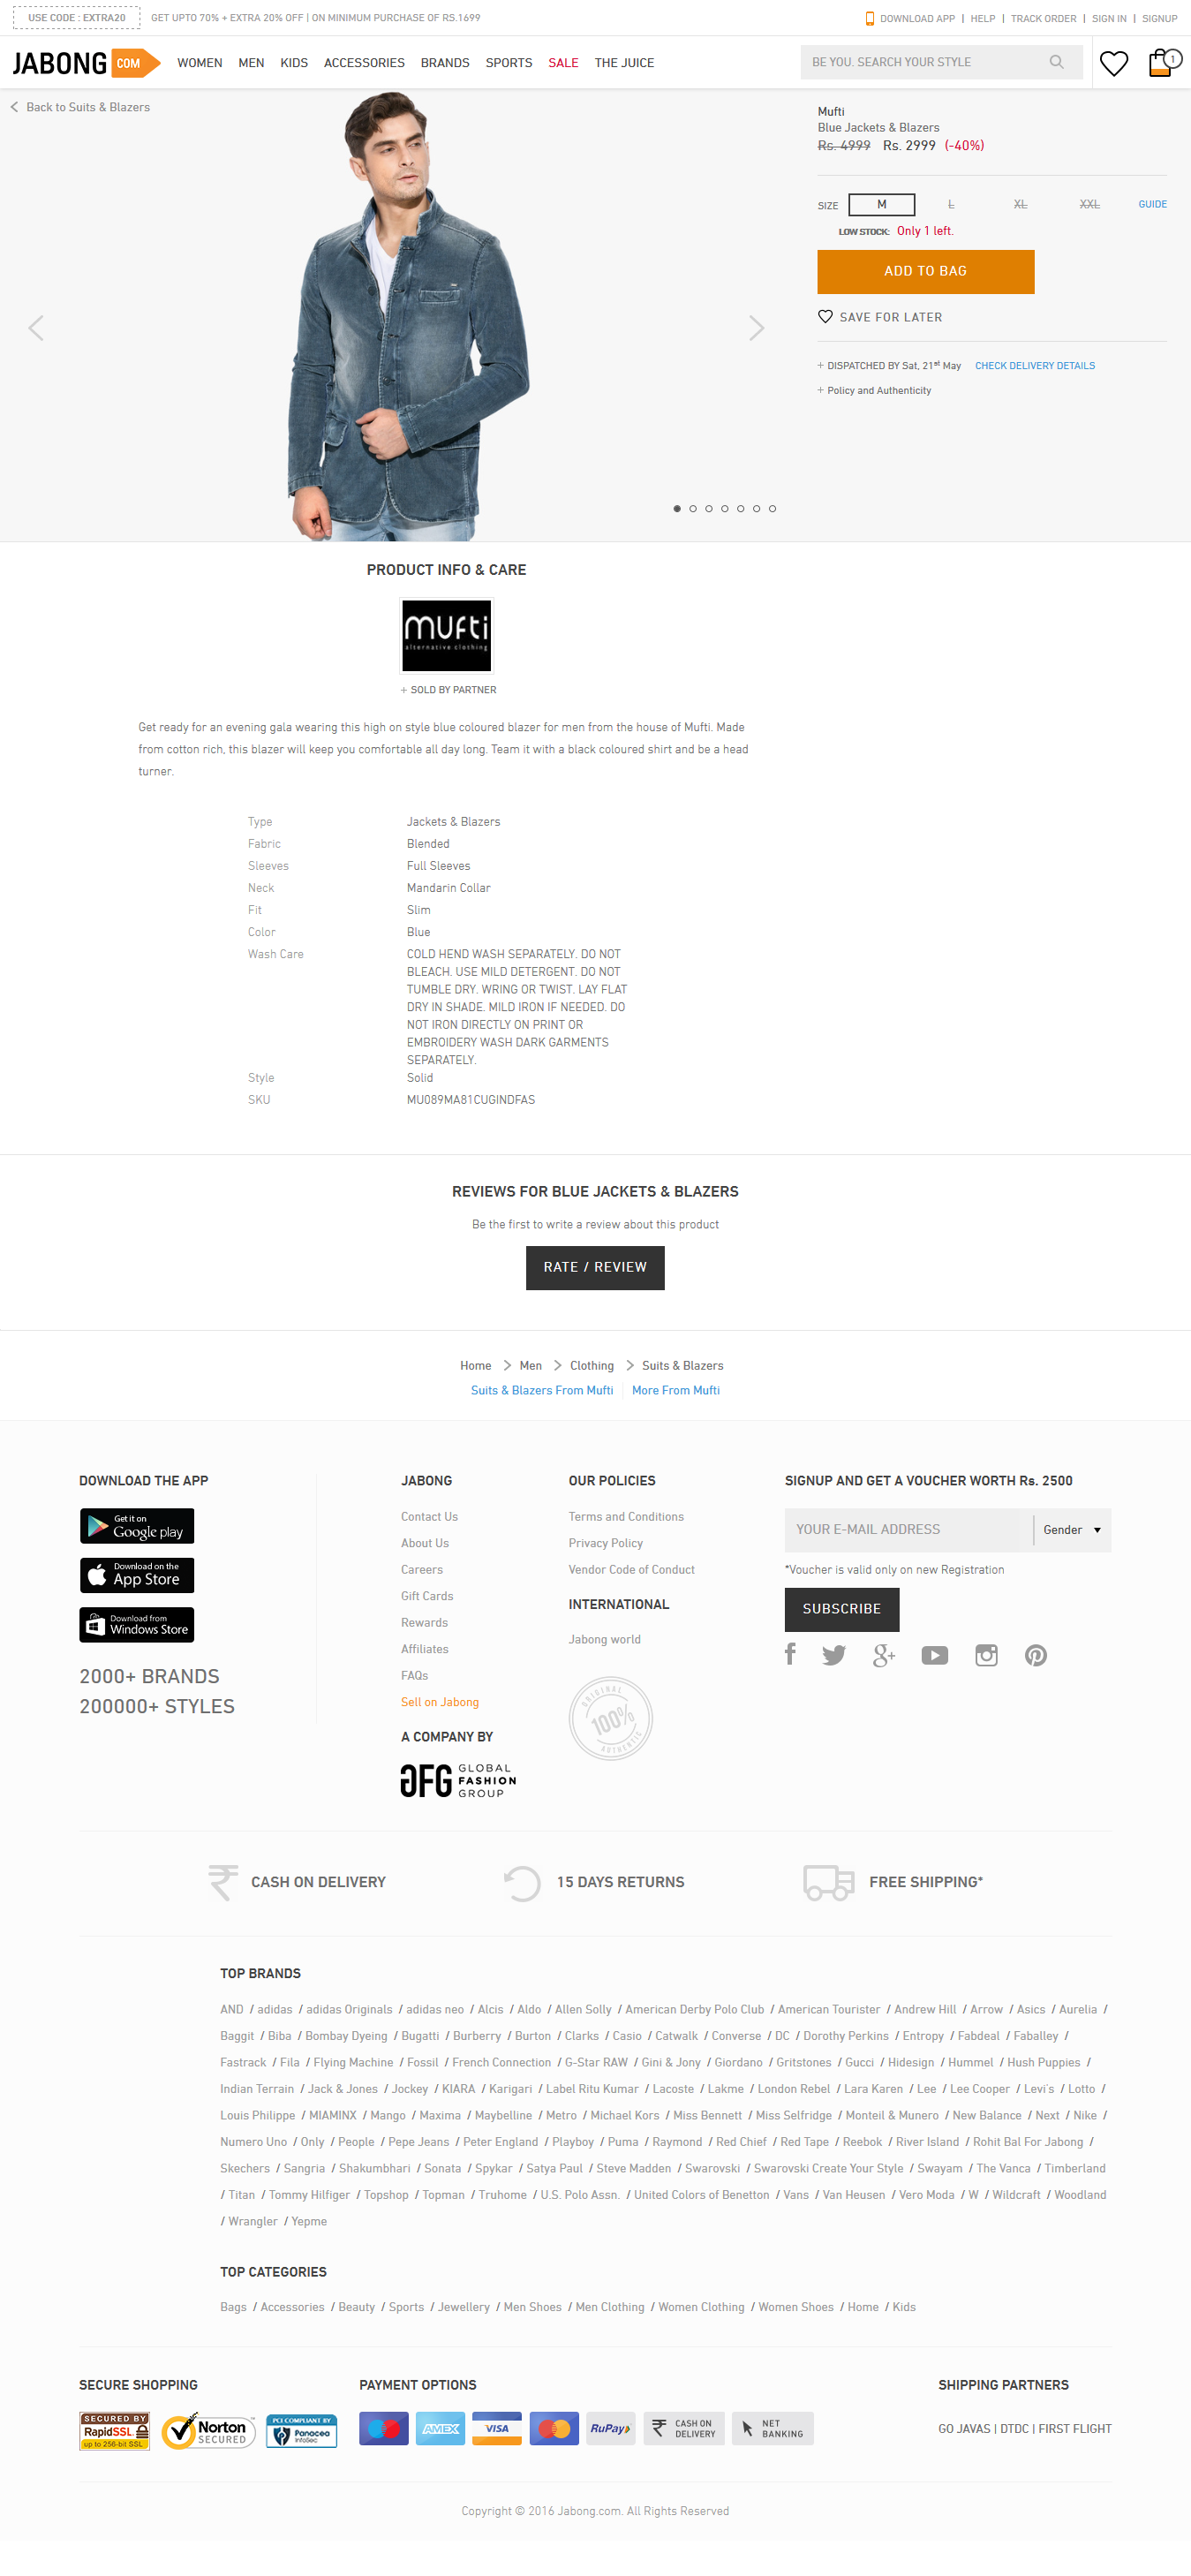 USE CODE : EXTRA20 GET UPTO 70% + EXTRA 20% OFF | ON MINIMUM PURCHASE OF RS.1699 DOWNLOAD APP | HELP | TRACK ORDER | SIGN IN | SIGNUP
JABONG COM WOMEN MEN KIDS ACCESSORIES BRANDS SPORTS SALE THE JUICE BE YOU. SEARCH YOUR STYLE 1
Back to Suits & Blazers
Mufti
Blue Jackets & Blazers
Rs. 4999 Rs. 2999 (-40%)
SIZE M L XL XXL GUIDE
LOW STOCK: Only 1 left.
ADD TO BAG
SAVE FOR LATER
+ DISPATCHED BY Sat, 21st May CHECK DELIVERY DETAILS
+ Policy and Authenticity
PRODUCT INFO & CARE
mufti
alternative clothing
+ SOLD BY PARTNER
Get ready for an evening gala wearing this high on style blue coloured blazer for men from the house of Mufti. Made
from cotton rich, this blazer will keep you comfortable all day long. Team it with a black coloured shirt and be a head
turner.
Type Jackets & Blazers
Fabric Blended
Sleeves Full Sleeves
Neck Mandarin Collar
Fit Slim
Color Blue
Wash Care COLD HEND WASH SEPARATELY. DO NOT
BLEACH. USE MILD DETERGENT. DO NOT
TUMBLE DRY. WRING OR TWIST. LAY FLAT
DRY IN SHADE. MILD IRON IF NEEDED. DO
NOT IRON DIRECTLY ON PRINT OR
EMBROIDERY WASH DARK GARMENTS
SEPARATELY.
Style Solid
SKU MU089MA81CUGINDFAS
REVIEWS FOR BLUE JACKETS & BLAZERS
Be the first to write a review about this product
RATE / REVIEW
Home > Men > Clothing > Suits & Blazers
Suits & Blazers From Mufti | More From Mufti
DOWNLOAD THE APP
Get it on
Google play
Download on the
App Store
Download from
Windows Store
2000+ BRANDS
200000+ STYLES
JABONG
Contact Us
About Us
Careers
Gift Cards
Rewards
Affiliates
FAQs
Sell on Jabong
A COMPANY BY
GFG GLOBAL
FASHION
GROUP
OUR POLICIES
Terms and Conditions
Privacy Policy
Vendor Code of Conduct
INTERNATIONAL
Jabong world
ORIGINAL
100%
AUTHENTIC
SIGNUP AND GET A VOUCHER WORTH Rs. 2500
YOUR E-MAIL ADDRESS Gender
*Voucher is valid only on new Registration
SUBSCRIBE
CASH ON DELIVERY 15 DAYS RETURNS FREE SHIPPING*
TOP BRANDS
AND / adidas / adidas Originals / adidas neo / Alcis / Aldo / Allen Solly / American Derby Polo Club / American Tourister / Andrew Hill / Arrow / Asics / Aurelia /
Baggit / Biba / Bombay Dyeing / Bugatti / Burberry / Burton / Clarks / Casio / Catwalk / Converse / DC / Dorothy Perkins / Entropy / Fabdeal / Faballey /
Fastrack / Fila / Flying Machine / Fossil / French Connection / G-Star RAW / Gini & Jony / Giordano / Gritstones / Gucci / Hidesign / Hummel / Hush Puppies /
Indian Terrain / Jack & Jones / Jockey / KIARA / Karigari / Label Ritu Kumar / Lacoste / Lakme / London Rebel / Lara Karen / Lee / Lee Cooper / Levi's / Lotto /
Louis Philippe / MIAMINX / Mango / Maxima / Maybelline / Metro / Michael Kors / Miss Bennett / Miss Selfridge / Monteil & Munero / New Balance / Next / Nike /
Numero Uno / Only / People / Pepe Jeans / Peter England / Playboy / Puma / Raymond / Red Chief / Red Tape / Reebok / River Island / Rohit Bal For Jabong /
Skechers / Sangria / Shakumbhari / Sonata / Spykar / Satya Paul / Steve Madden / Swarovski / Swarovski Create Your Style / Swayam / The Vanca / Timberland
/ Titan / Tommy Hilfiger / Topshop / Topman / Truhome / U.S. Polo Assn. / United Colors of Benetton / Vans / Van Heusen / Vero Moda / W / Wildcraft / Woodland
/ Wrangler / Yepme
TOP CATEGORIES
Bags / Accessories / Beauty / Sports / Jewellery / Men Shoes / Men Clothing / Women Clothing / Women Shoes / Home / Kids
SECURE SHOPPING
SECURED BY
RapidSSL
up to 256-bit SSL
Norton
SECURED
PCI COMPLIANT BY
Panacea
InfoSec
PAYMENT OPTIONS
AMEX VISA RuPay CASH ON
DELIVERY NET
BANKING
SHIPPING PARTNERS
GO JAVAS | DTDC | FIRST FLIGHT
Copyright © 2016 Jabong.com. All Rights Reserved